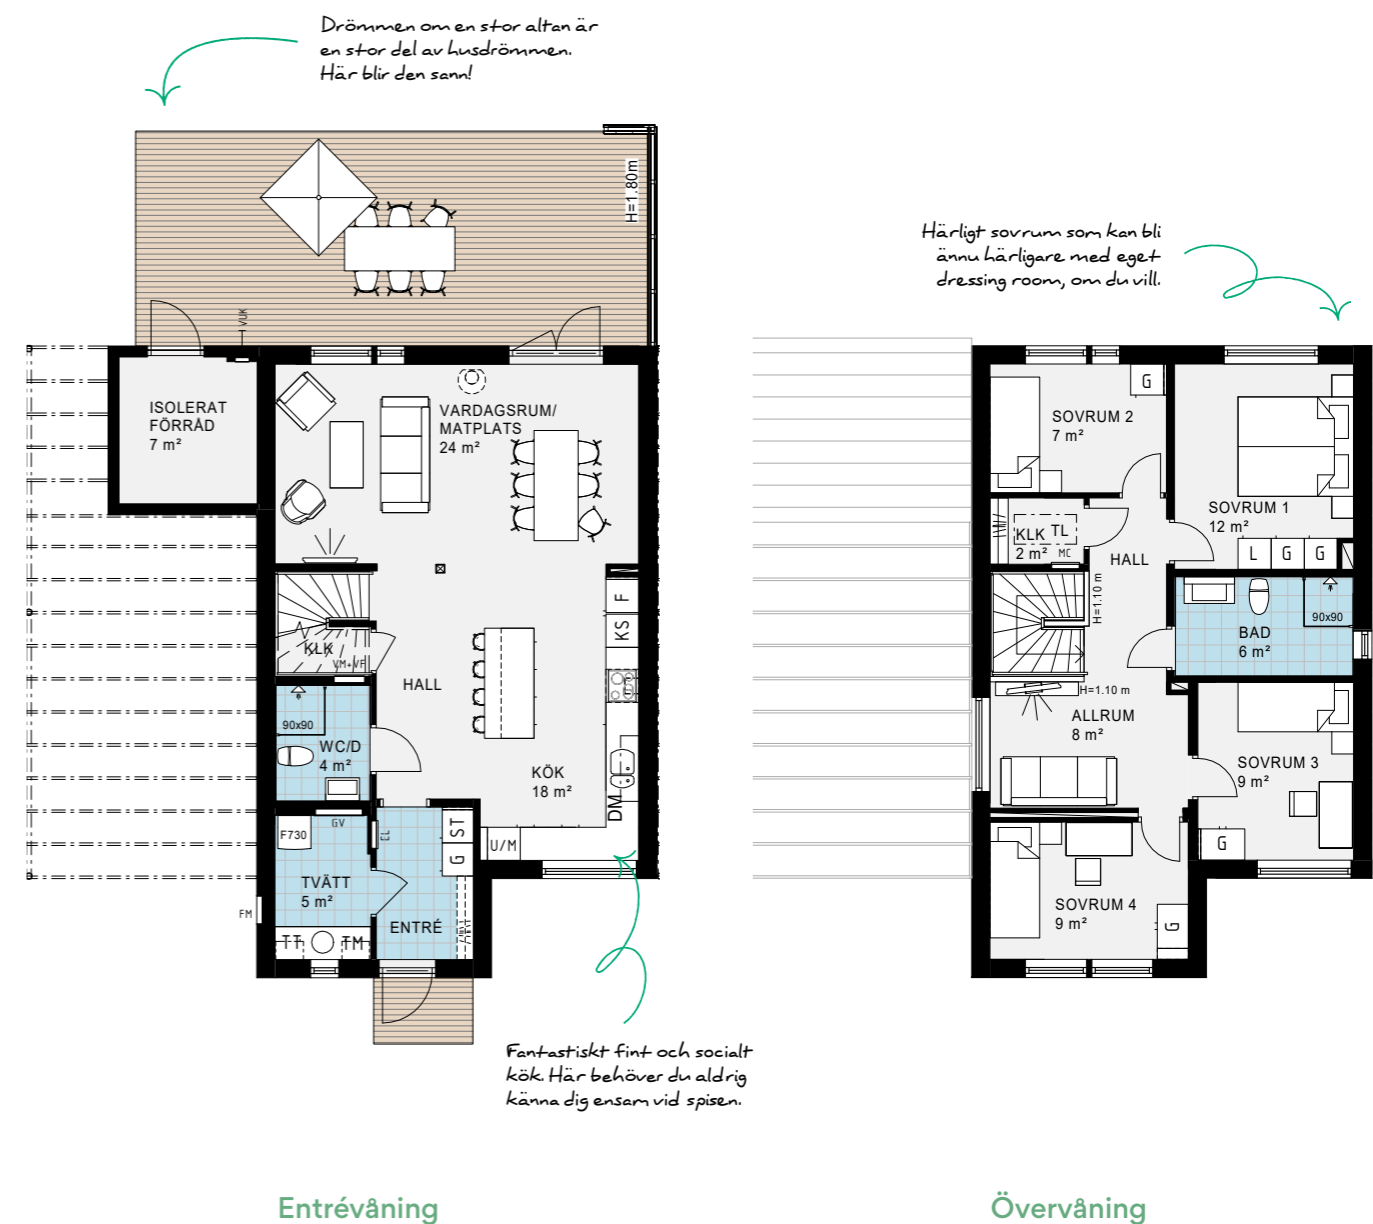 Drömmen om en stor altan är
en stor del av husdrömmen.
Här blir den sann!
H=1.80m
VUK
ISOLERAT
FÖRRÅD
7 m²
VARDAGSRUM/
MATPLATS
24 m²
F
KS
KLK
VM+VF
HALL
90x90
WC/D
4 m²
KÖK
18 m²
DM
GV
EL
F730
ST
G
U/M
TVÄTT
5 m²
FM
ENTRÉ
TT
TM
Fantastiskt fint och socialt
kök. Här behöver du aldrig
känna dig ensam vid spisen.
Entrévåning
Härligt sovrum som kan bli
ännu härligare med eget
dressing room, om du vill.
G
SOVRUM 2
7 m²
SOVRUM 1
12 m²
KLK
TL
2 m²
MC
HALL
L
G
G
H=1.10 m
90x90
BAD
6 m²
H=1.10 m
ALLRUM
8 m²
SOVRUM 3
9 m²
G
SOVRUM 4
9 m²
G
Övervåning